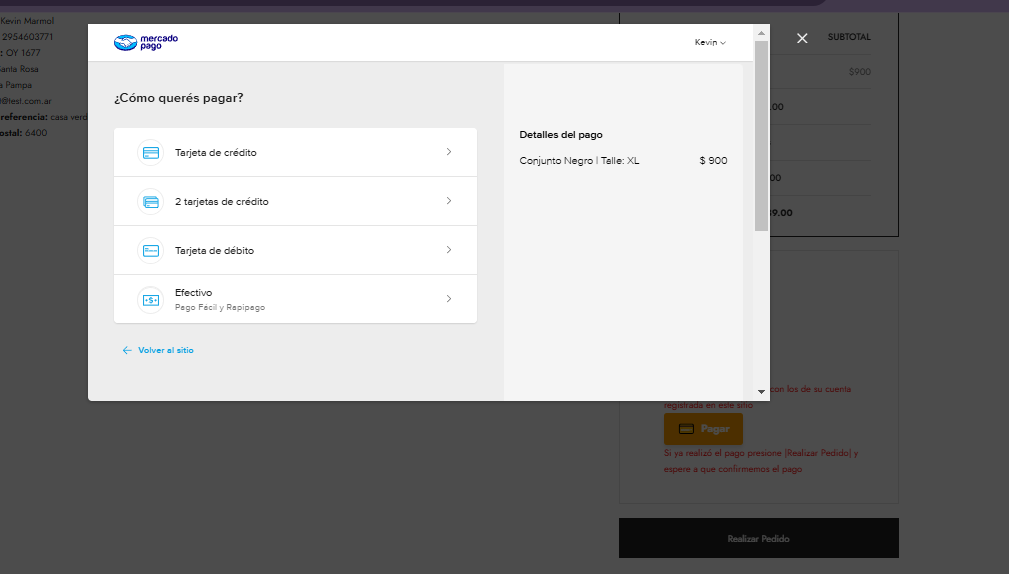 Kevin Marmol
2954603771
: OY 1677
Santa Rosa
a Pampa
t@test.com.ar
referencia: casa verd
ostal: 6400
mercado
pago
Kevin
¿Cómo querés pagar?
Tarjeta de crédito
2 tarjetas de crédito
Tarjeta de débito
Efectivo
Pago Fácil y Rapipago
Volver al sitio
Detalles del pago
Conjunto Negro | Talle: XL $ 900
SUBTOTAL
$900
.00
00
9.00
con los de su cuenta
registrada en este sitio
Pagar
Si ya realizó el pago presione |Realizar Pedido| y
espere a que confirmemos el pago
Realizar Pedido